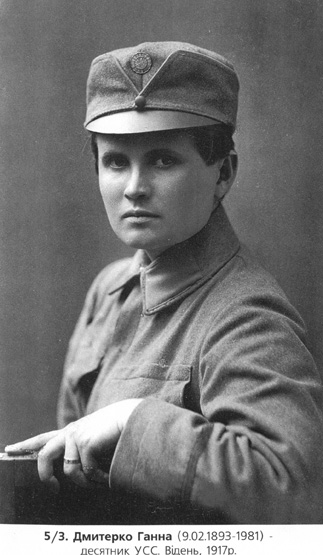 5/3. Дмитерко Ганна (9.02.1893-1981) -
десятник УСС. Відень, 1917р.